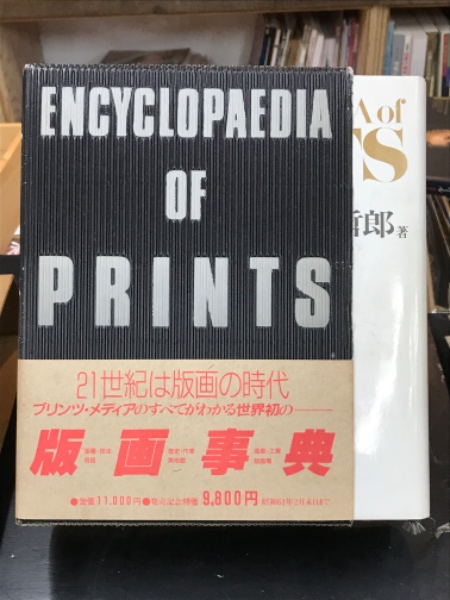 ENCYCLOPAEDIA
OF
PRINTS
A of
TS
哲郎 著
21世紀は版画の時代
プリンツ・メディアのすべてがわかる世界初の――
版・画・事・典
●定価11,000円●発売記念特価9,800円